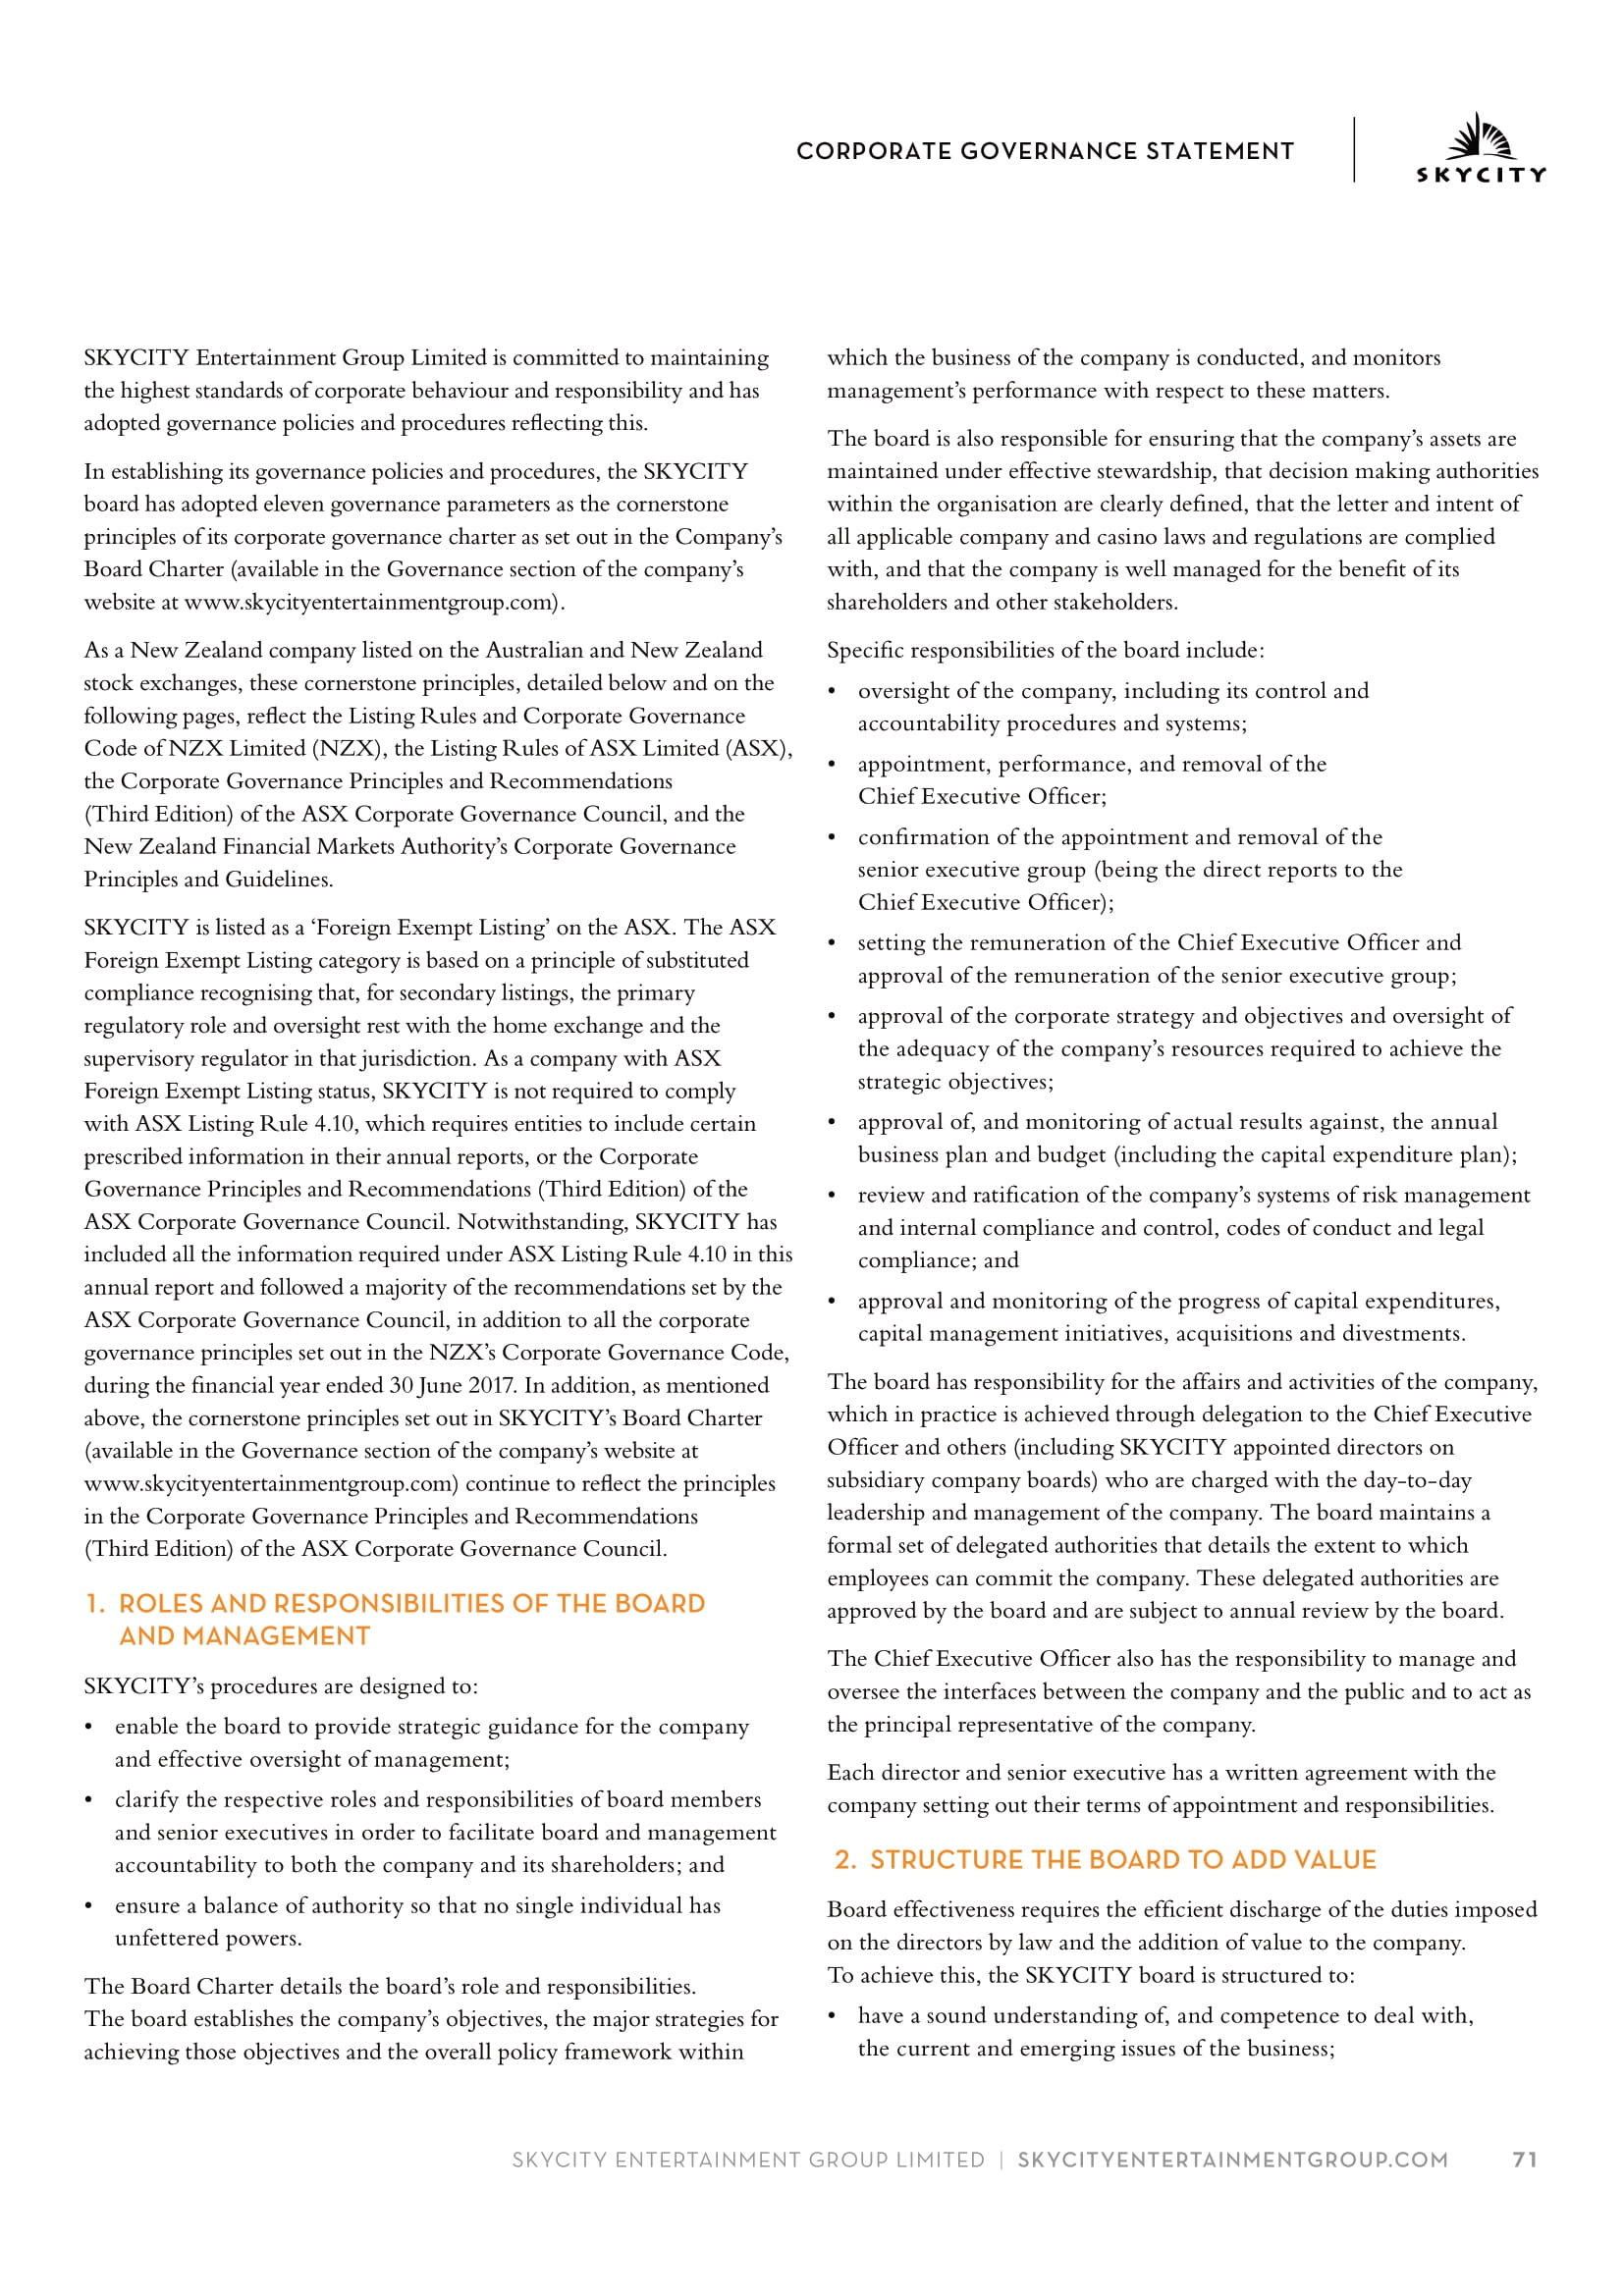 CORPORATE GOVERNANCE STATEMENT
SKYCITY
SKYCITY Entertainment Group Limited is committed to maintaining
the highest standards of corporate behaviour and responsibility and has
adopted governance policies and procedures reflecting this.
In establishing its governance policies and procedures, the SKYCITY
board has adopted eleven governance parameters as the cornerstone
principles of its corporate governance charter as set out in the Company’s
Board Charter (available in the Governance section of the company’s
website at www.skycityentertainmentgroup.com).
As a New Zealand company listed on the Australian and New Zealand
stock exchanges, these cornerstone principles, detailed below and on the
following pages, reflect the Listing Rules and Corporate Governance
Code of NZX Limited (NZX), the Listing Rules of ASX Limited (ASX),
the Corporate Governance Principles and Recommendations
(Third Edition) of the ASX Corporate Governance Council, and the
New Zealand Financial Markets Authority’s Corporate Governance
Principles and Guidelines.
SKYCITY is listed as a ‘Foreign Exempt Listing’ on the ASX. The ASX
Foreign Exempt Listing category is based on a principle of substituted
compliance recognising that, for secondary listings, the primary
regulatory role and oversight rest with the home exchange and the
supervisory regulator in that jurisdiction. As a company with ASX
Foreign Exempt Listing status, SKYCITY is not required to comply
with ASX Listing Rule 4.10, which requires entities to include certain
prescribed information in their annual reports, or the Corporate
Governance Principles and Recommendations (Third Edition) of the
ASX Corporate Governance Council. Notwithstanding, SKYCITY has
included all the information required under ASX Listing Rule 4.10 in this
annual report and followed a majority of the recommendations set by the
ASX Corporate Governance Council, in addition to all the corporate
governance principles set out in the NZX’s Corporate Governance Code,
during the financial year ended 30 June 2017. In addition, as mentioned
above, the cornerstone principles set out in SKYCITY’s Board Charter
(available in the Governance section of the company’s website at
www.skycityentertainmentgroup.com) continue to reflect the principles
in the Corporate Governance Principles and Recommendations
(Third Edition) of the ASX Corporate Governance Council.
1. ROLES AND RESPONSIBILITIES OF THE BOARD
AND MANAGEMENT
SKYCITY’s procedures are designed to:
• enable the board to provide strategic guidance for the company
and effective oversight of management;
• clarify the respective roles and responsibilities of board members
and senior executives in order to facilitate board and management
accountability to both the company and its shareholders; and
• ensure a balance of authority so that no single individual has
unfettered powers.
The Board Charter details the board’s role and responsibilities.
The board establishes the company’s objectives, the major strategies for
achieving those objectives and the overall policy framework within
which the business of the company is conducted, and monitors
management’s performance with respect to these matters.
The board is also responsible for ensuring that the company’s assets are
maintained under effective stewardship, that decision making authorities
within the organisation are clearly defined, that the letter and intent of
all applicable company and casino laws and regulations are complied
with, and that the company is well managed for the benefit of its
shareholders and other stakeholders.
Specific responsibilities of the board include:
• oversight of the company, including its control and
accountability procedures and systems;
• appointment, performance, and removal of the
Chief Executive Officer;
• confirmation of the appointment and removal of the
senior executive group (being the direct reports to the
Chief Executive Officer);
• setting the remuneration of the Chief Executive Officer and
approval of the remuneration of the senior executive group;
• approval of the corporate strategy and objectives and oversight of
the adequacy of the company’s resources required to achieve the
strategic objectives;
• approval of, and monitoring of actual results against, the annual
business plan and budget (including the capital expenditure plan);
• review and ratification of the company’s systems of risk management
and internal compliance and control, codes of conduct and legal
compliance; and
• approval and monitoring of the progress of capital expenditures,
capital management initiatives, acquisitions and divestments.
The board has responsibility for the affairs and activities of the company,
which in practice is achieved through delegation to the Chief Executive
Officer and others (including SKYCITY appointed directors on
subsidiary company boards) who are charged with the day-to-day
leadership and management of the company. The board maintains a
formal set of delegated authorities that details the extent to which
employees can commit the company. These delegated authorities are
approved by the board and are subject to annual review by the board.
The Chief Executive Officer also has the responsibility to manage and
oversee the interfaces between the company and the public and to act as
the principal representative of the company.
Each director and senior executive has a written agreement with the
company setting out their terms of appointment and responsibilities.
2. STRUCTURE THE BOARD TO ADD VALUE
Board effectiveness requires the efficient discharge of the duties imposed
on the directors by law and the addition of value to the company.
To achieve this, the SKYCITY board is structured to:
• have a sound understanding of, and competence to deal with,
the current and emerging issues of the business;
SKYCITY ENTERTAINMENT GROUP LIMITED | SKYCITYENTERTAINMENTGROUP.COM 71